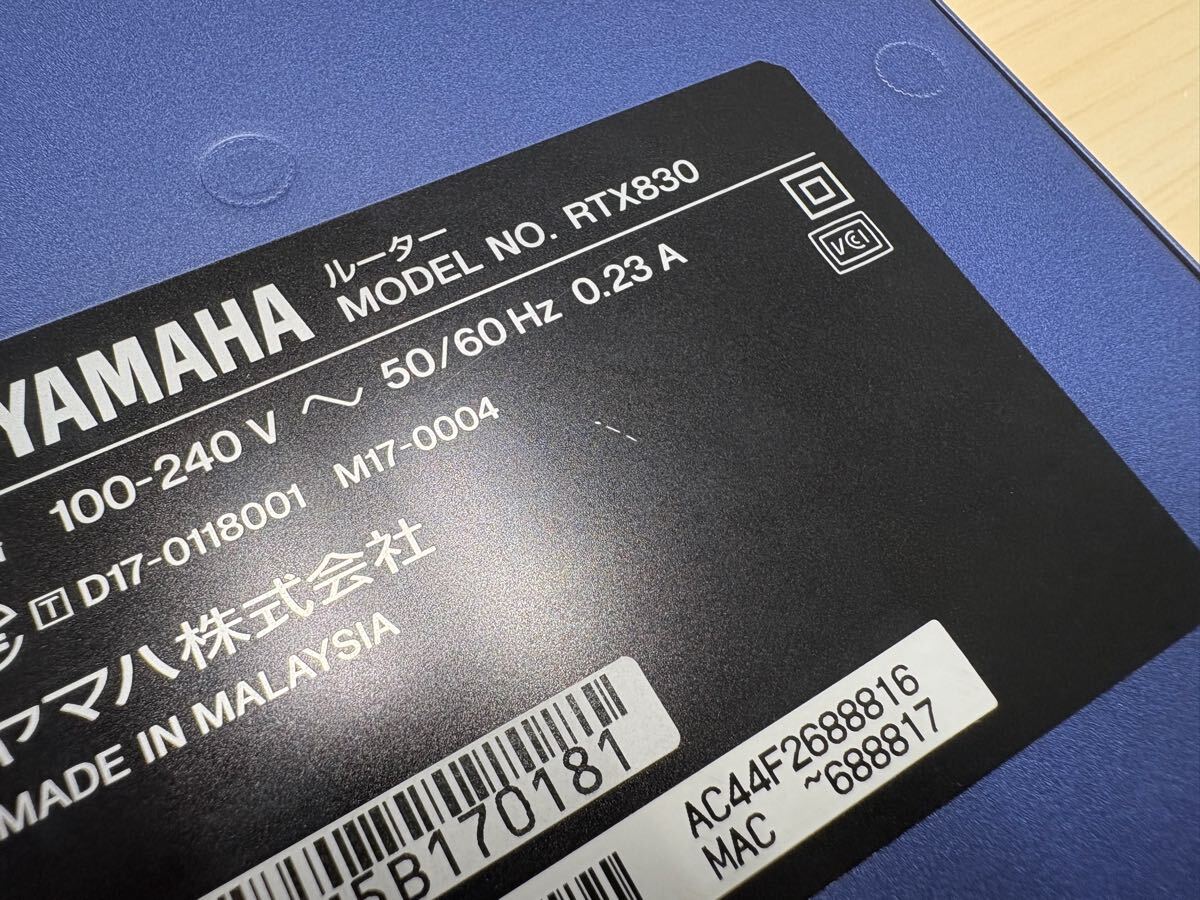 YAMAHA
ルーター
MODEL NO. RTX830
100-240 V ～ 50/60 Hz 0.23 A
T D17-0118001 M17-0004
ヤマハ株式会社
MADE IN MALAYSIA
VCI
5B170181
AC44F2688816
~688817
MAC